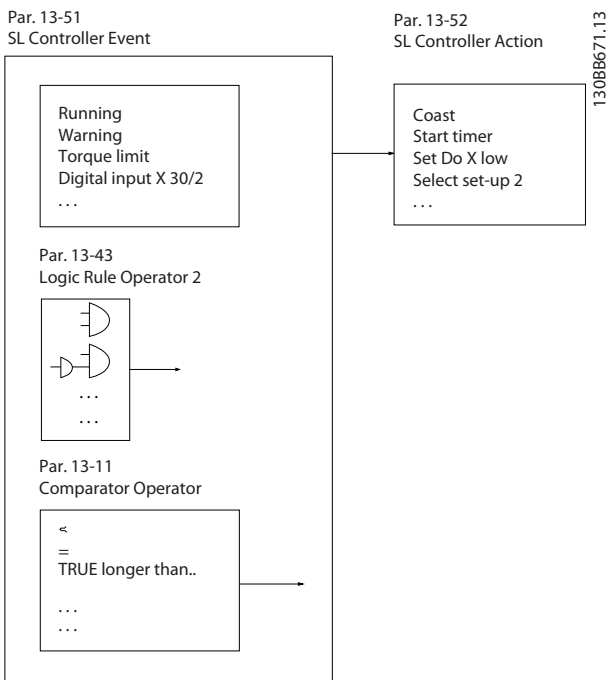 Par. 13-51
SL Controller Event
Par. 13-52
SL Controller Action
130BB671.13
Running
Warning
Torque limit
Digital input X 30/2
. . .
Coast
Start timer
Set Do X low
Select set-up 2
. . .
Par. 13-43
Logic Rule Operator 2
. . .
. . .
Par. 13-11
Comparator Operator
<
=
TRUE longer than..
. . .
. . .